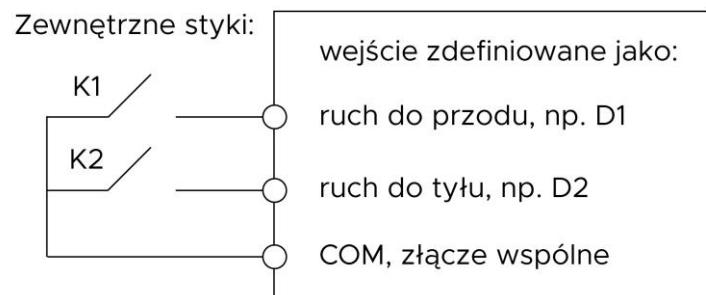 Zewnętrzne styki:
wejście zdefiniowane jako:
K1
ruch do przodu, np. D1
K2
ruch do tyłu, np. D2
COM, złącze wspólne